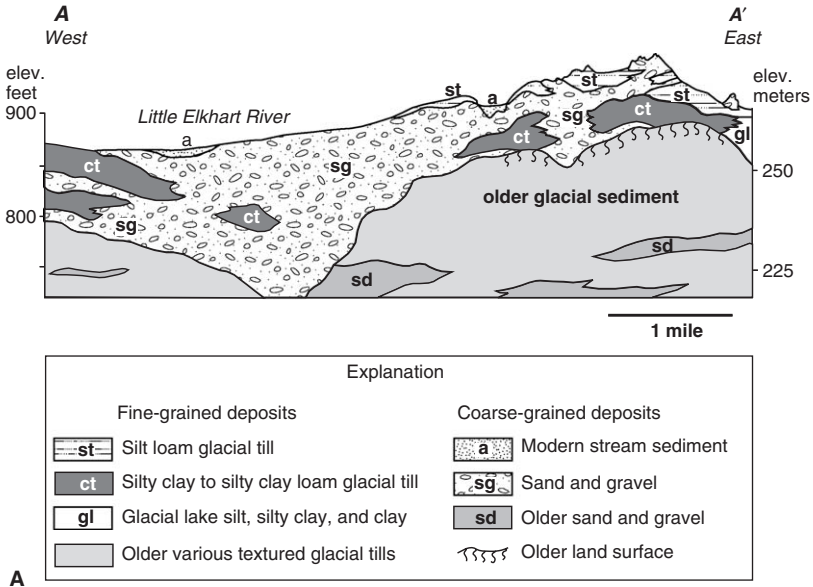 A
West
A′
East
elev.
feet
elev.
meters
900
800
250
225
Little Elkhart River
a
st
a
st
st
ct
sg
ct
ct
gl
sg
ct
sg
ct
older glacial sediment
sd
sd
1 mile
Explanation
Fine-grained deposits
st Silt loam glacial till
ct Silty clay to silty clay loam glacial till
gl Glacial lake silt, silty clay, and clay
Older various textured glacial tills
Coarse-grained deposits
a Modern stream sediment
sg Sand and gravel
sd Older sand and gravel
Older land surface
A